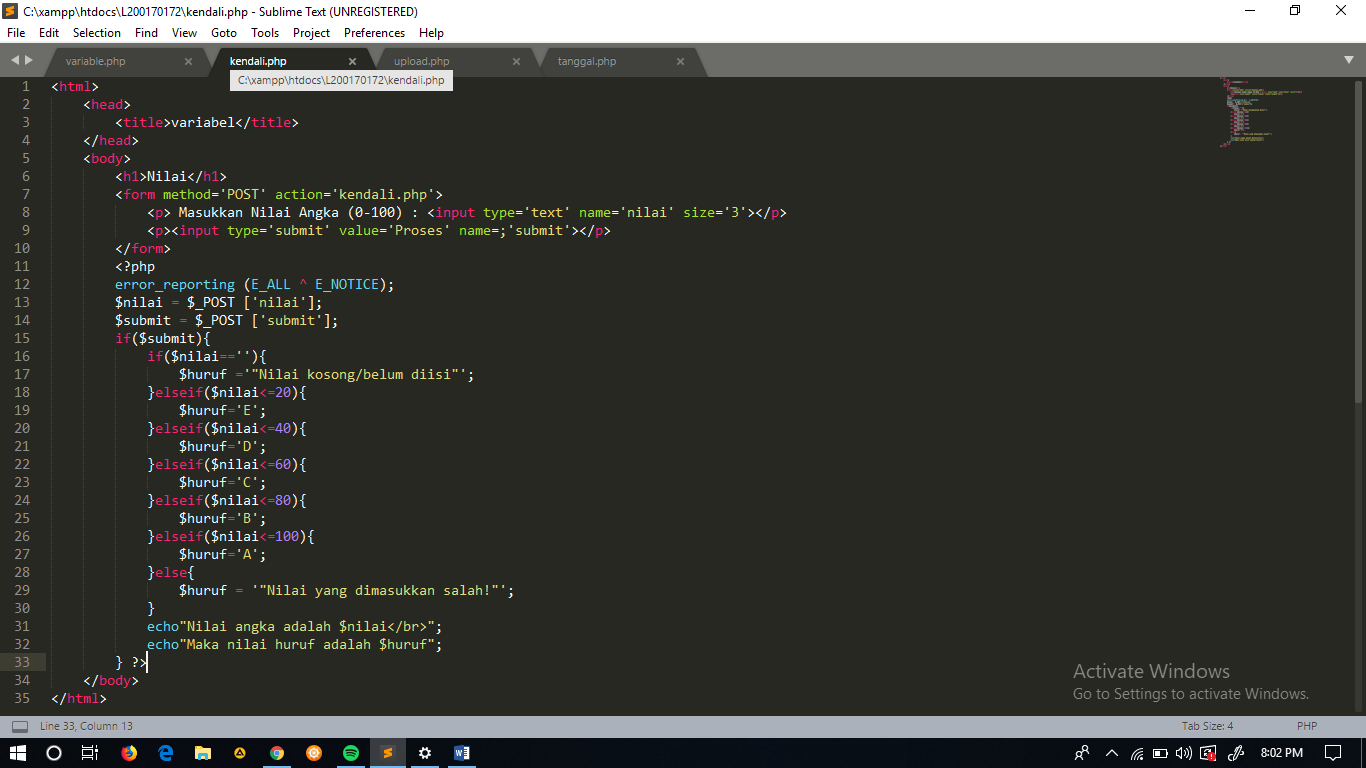 C:\xampp\htdocs\L200170172\kendali.php - Sublime Text (UNREGISTERED)
File Edit Selection Find View Goto Tools Project Preferences Help
variable.php kendali.php upload.php tanggal.php
C:\xampp\htdocs\L200170172\kendali.php
1 <html>
2 <head>
3 <title>variabel</title>
4 </head>
5 <body>
6 <h1>Nilai</h1>
7 <form method='POST' action='kendali.php'>
8 <p> Masukkan Nilai Angka (0-100) : <input type='text' name='nilai' size='3'></p>
9 <p><input type='submit' value='Proses' name=;'submit'></p>
10 </form>
11 <?php
12 error_reporting (E_ALL ^ E_NOTICE);
13 $nilai = $_POST ['nilai'];
14 $submit = $_POST ['submit'];
15 if($submit){
16 if($nilai==''){
17 $huruf ='"Nilai kosong/belum diisi"';
18 }elseif($nilai<=20){
19 $huruf='E';
20 }elseif($nilai<=40){
21 $huruf='D';
22 }elseif($nilai<=60){
23 $huruf='C';
24 }elseif($nilai<=80){
25 $huruf='B';
26 }elseif($nilai<=100){
27 $huruf='A';
28 }else{
29 $huruf = '"Nilai yang dimasukkan salah!"';
30 }
31 echo"Nilai angka adalah $nilai</br>";
32 echo"Maka nilai huruf adalah $huruf";
33 } ?>
34 </body>
35 </html>
Activate Windows
Go to Settings to activate Windows.
Line 33, Column 13 Tab Size: 4 PHP
8:02 PM